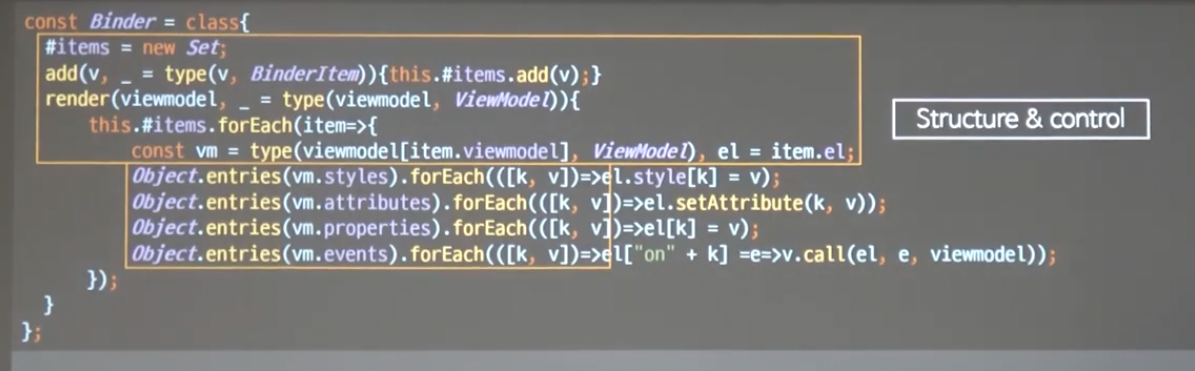 const Binder = class{
#items = new Set;
add(v, _ = type(v, BinderItem)){this.#items.add(v);}
render(viewmodel, _ = type(viewmodel, ViewModel)){
this.#items.forEach(item=>{
const vm = type(viewmodel[item.viewmodel], ViewModel), el = item.el;
Object.entries(vm.styles).forEach(([k, v])=>el.style[k] = v);
Object.entries(vm.attributes).forEach(([k, v])=>el.setAttribute(k, v));
Object.entries(vm.properties).forEach(([k, v])=>el[k] = v);
Object.entries(vm.events).forEach(([k, v])=>el["on" + k] =e=>v.call(el, e, viewmodel));
});
}
};
Structure & control